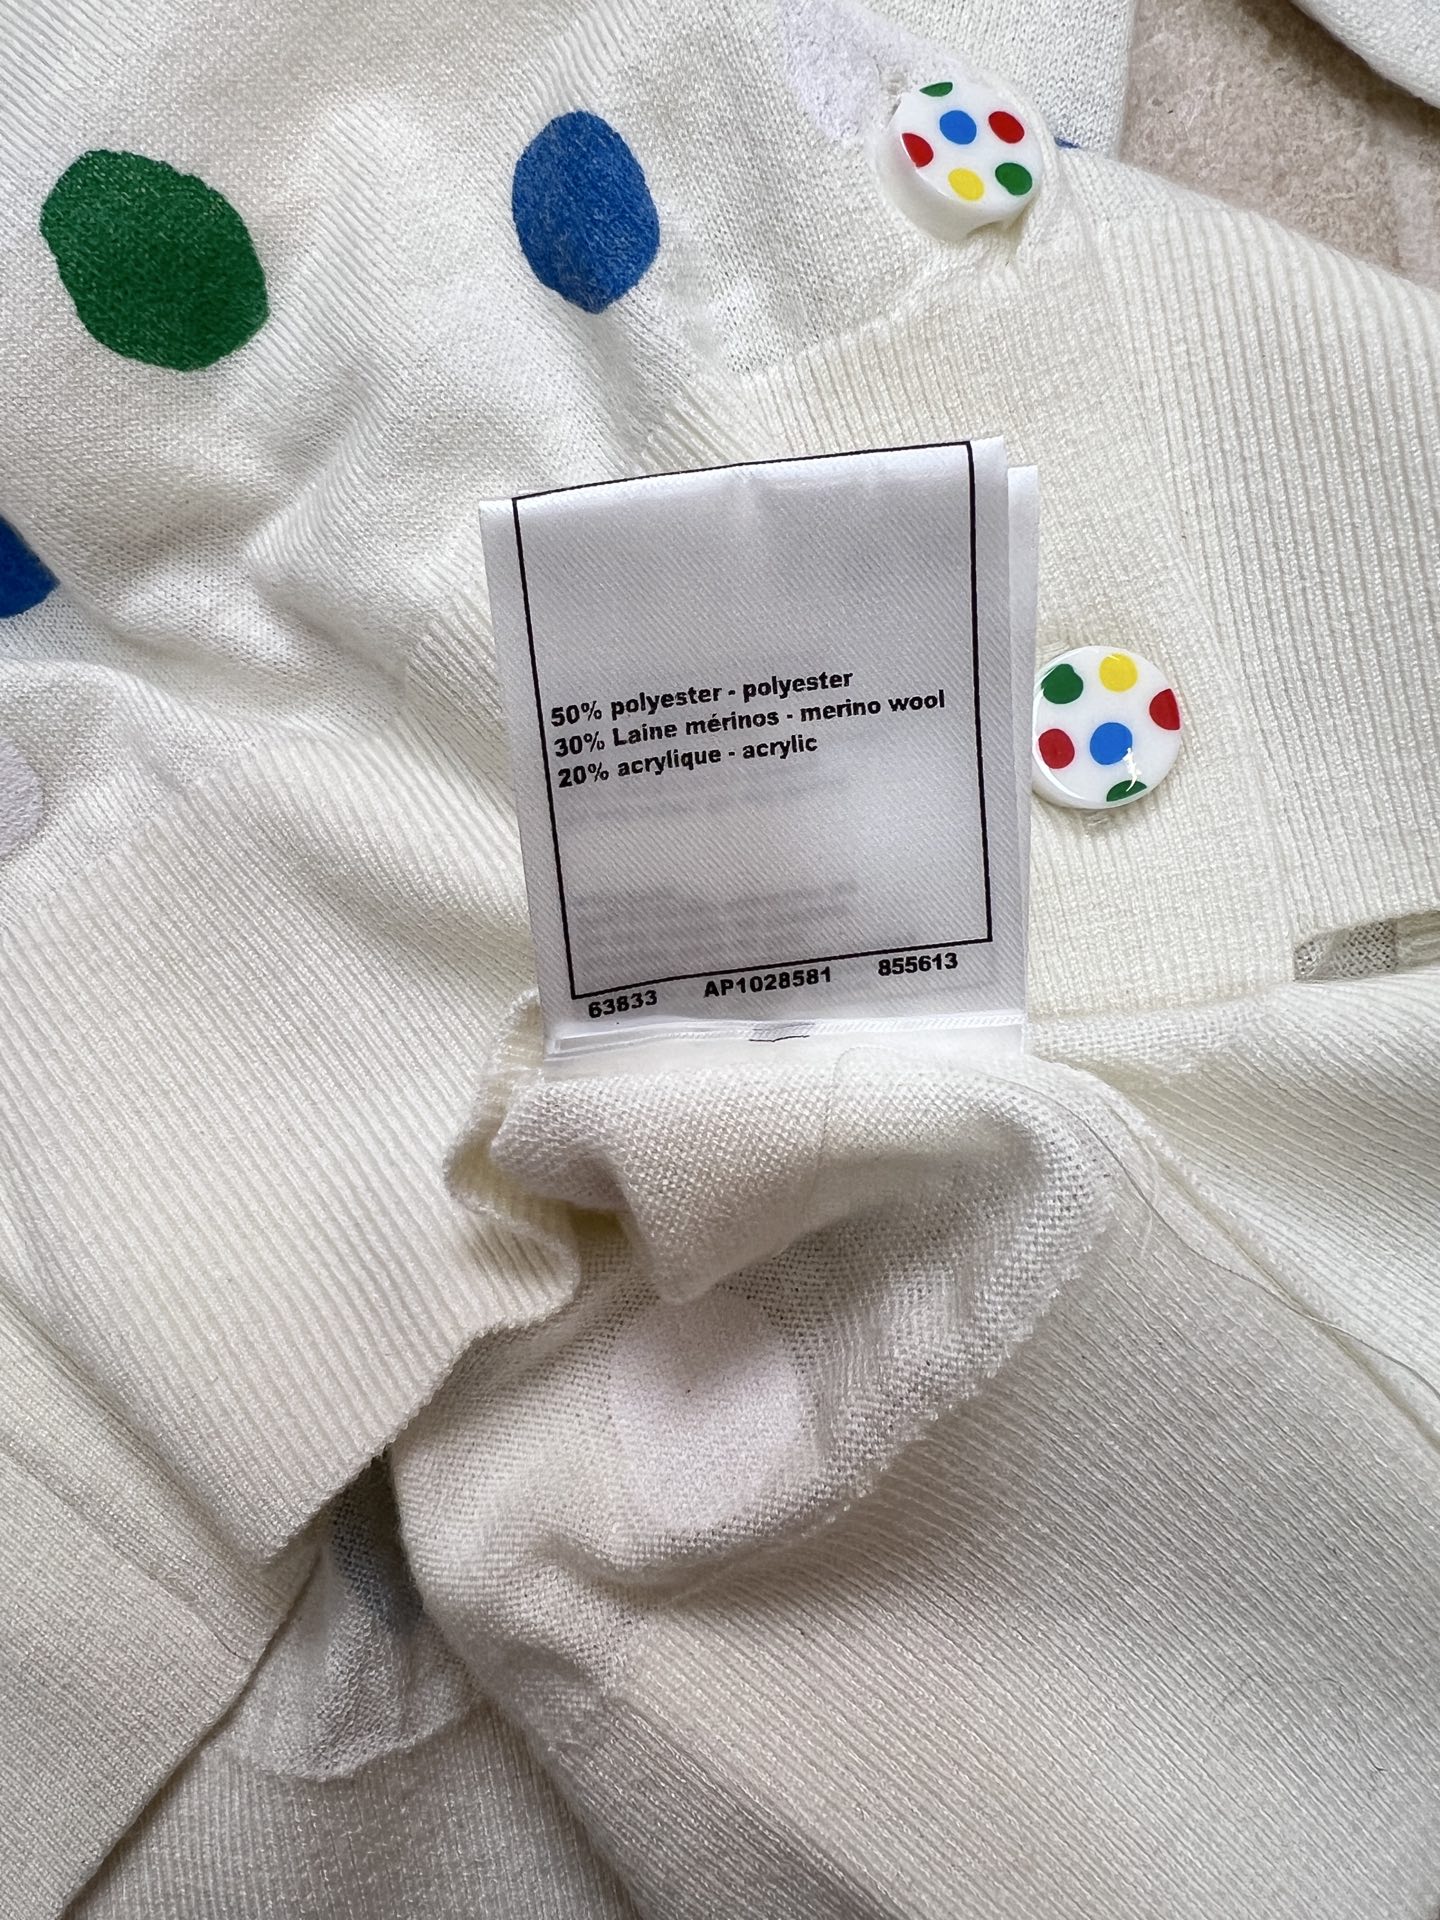 50% polyester - polyester
30% Laine mérinos - merino wool
20% acrylique - acrylic
63833 AP1028581 855613